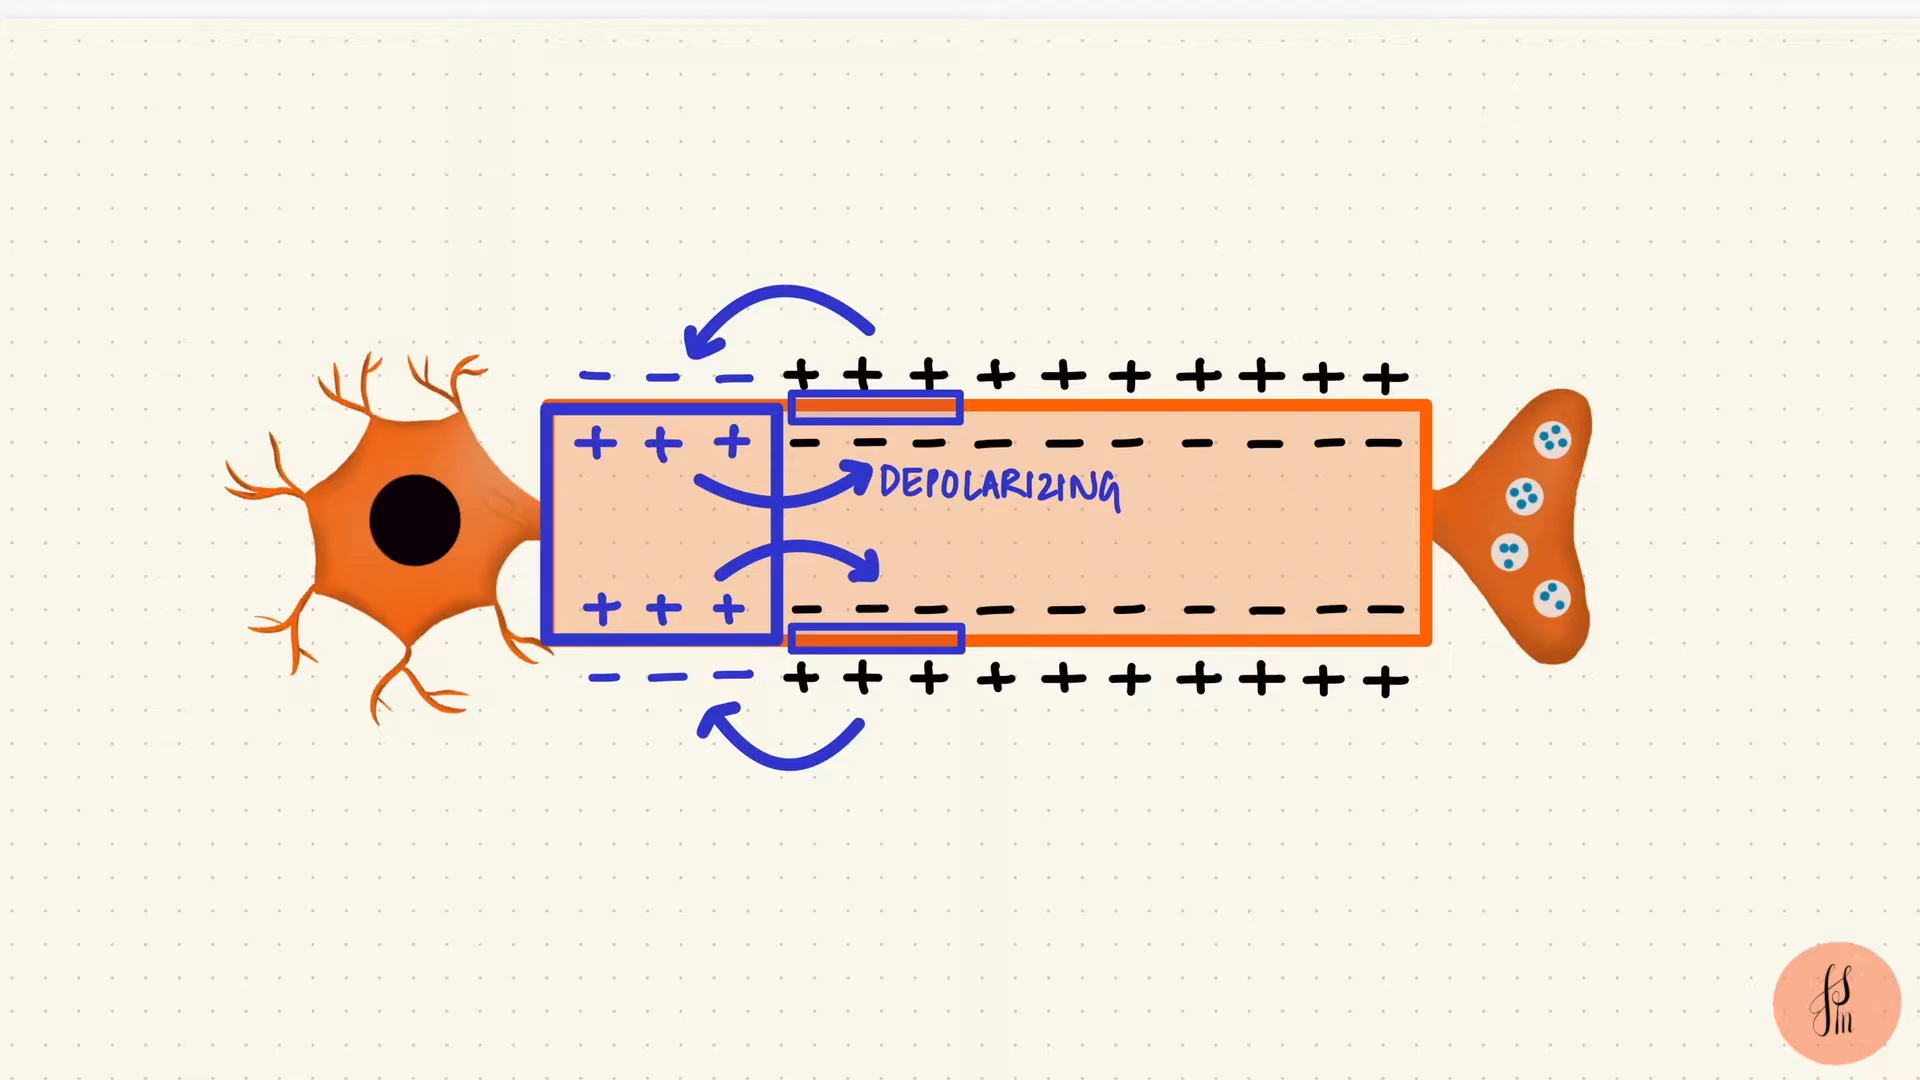 - - - + + + + + + + + + +
+ + + - - - - - - - - - -
DEPOLARIZING
+ + + - - - - - - - - - -
- - - + + + + + + + + + +